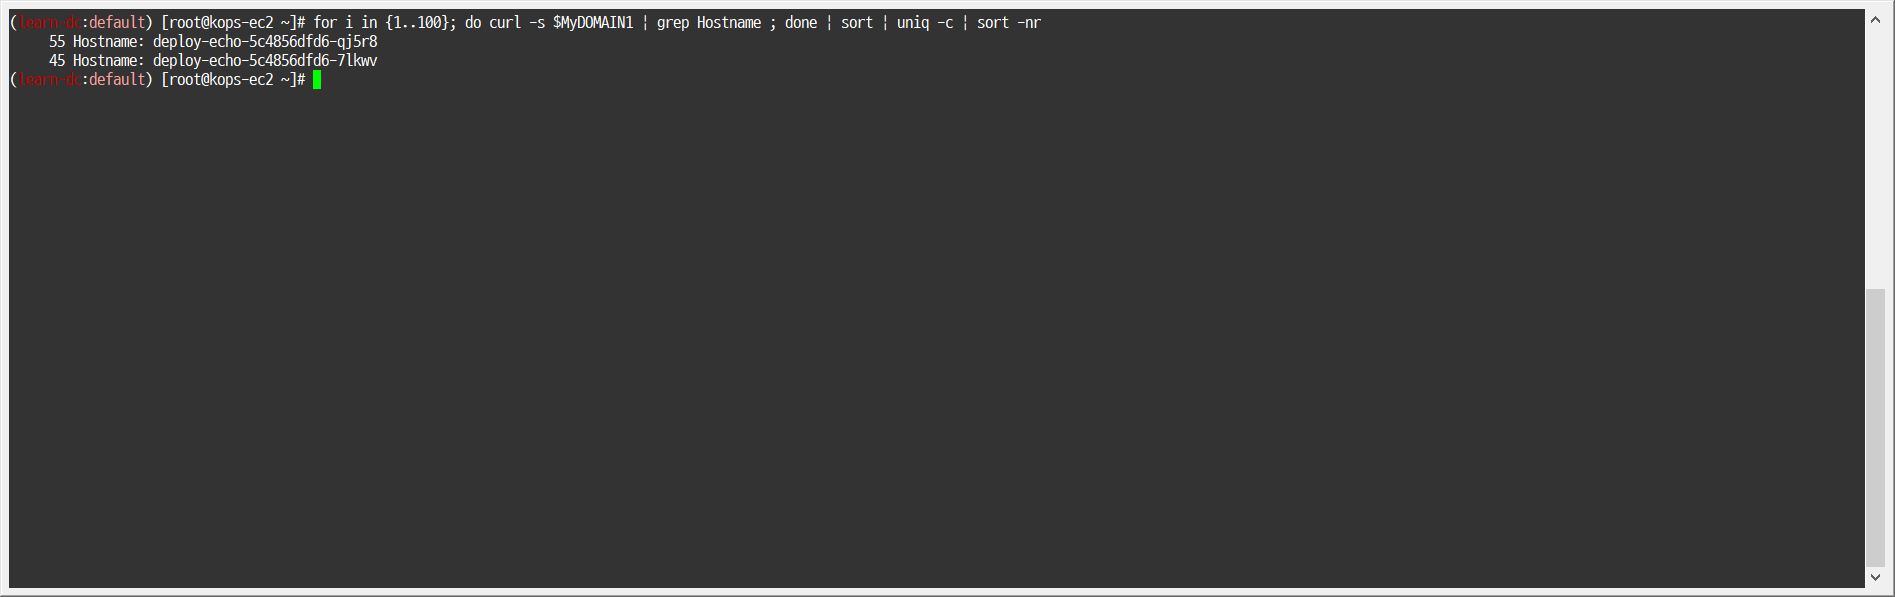 (learn-dc:default) [root@kops-ec2 ~]# for i in {1..100}; do curl -s $MyDOMAIN1 | grep Hostname ; done | sort | uniq -c | sort -nr
     55 Hostname: deploy-echo-5c4856dfd6-qj5r8
     45 Hostname: deploy-echo-5c4856dfd6-7lkwv
(learn-dc:default) [root@kops-ec2 ~]#